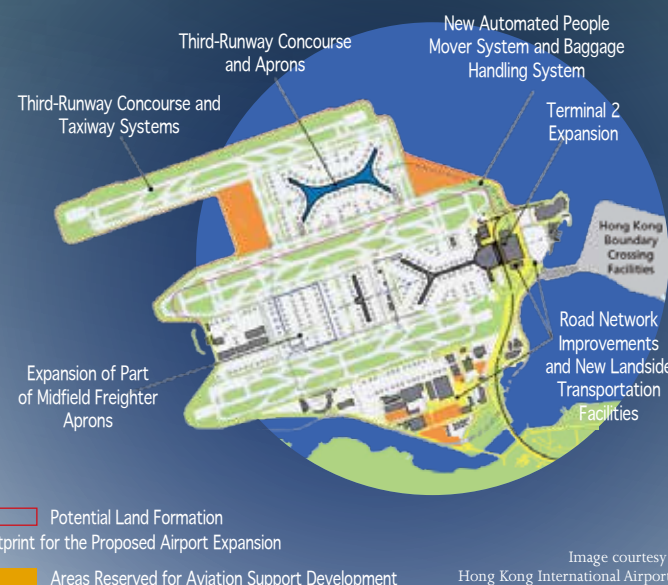 New Automated People
Mover System and Baggage
Handling System
Third-Runway Concourse
and Aprons
Third-Runway Concourse and
Taxiway Systems
Terminal 2
Expansion
Hong Kong
Boundary
Crossing
Facilities
Road Network
Improvements
and New Landside
Transportation
Facilities
Expansion of Part
of Midfield Freighter
Aprons
Potential Land Formation
tprint for the Proposed Airport Expansion
Areas Reserved for Aviation Support Development
Image courtesy
Hong Kong International Airpor